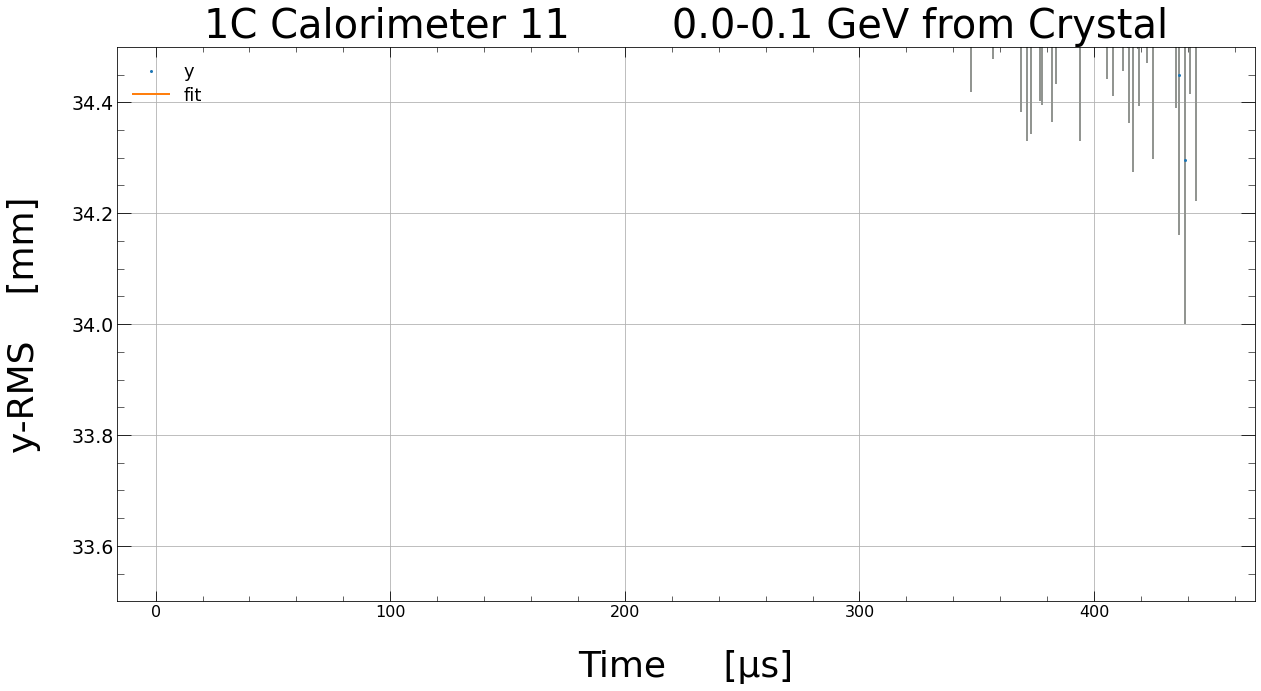 1C Calorimeter 11 0.0-0.1 GeV from Crystal
y
fit
34.4
34.2
34.0
33.8
33.6
y-RMS [mm]
0 100 200 300 400
Time [µs]